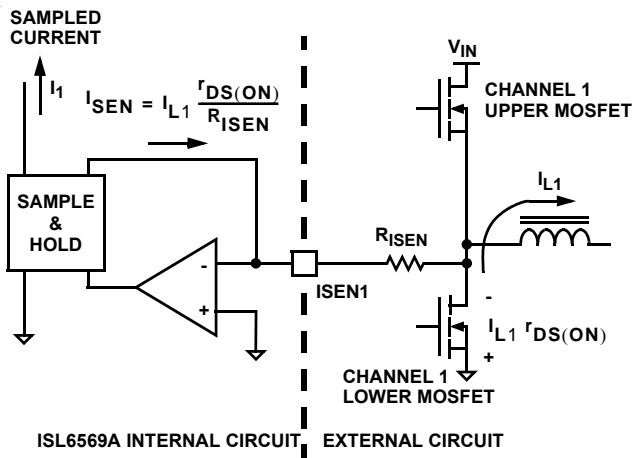 SAMPLED
CURRENT
I1
ISEN = IL1 rDS(ON) / RISEN
SAMPLE
&
HOLD
-
+
ISEN1
RISEN
VIN
CHANNEL 1
UPPER MOSFET
IL1
-
IL1 rDS(ON)
+
CHANNEL 1
LOWER MOSFET
ISL6569A INTERNAL CIRCUIT
EXTERNAL CIRCUIT